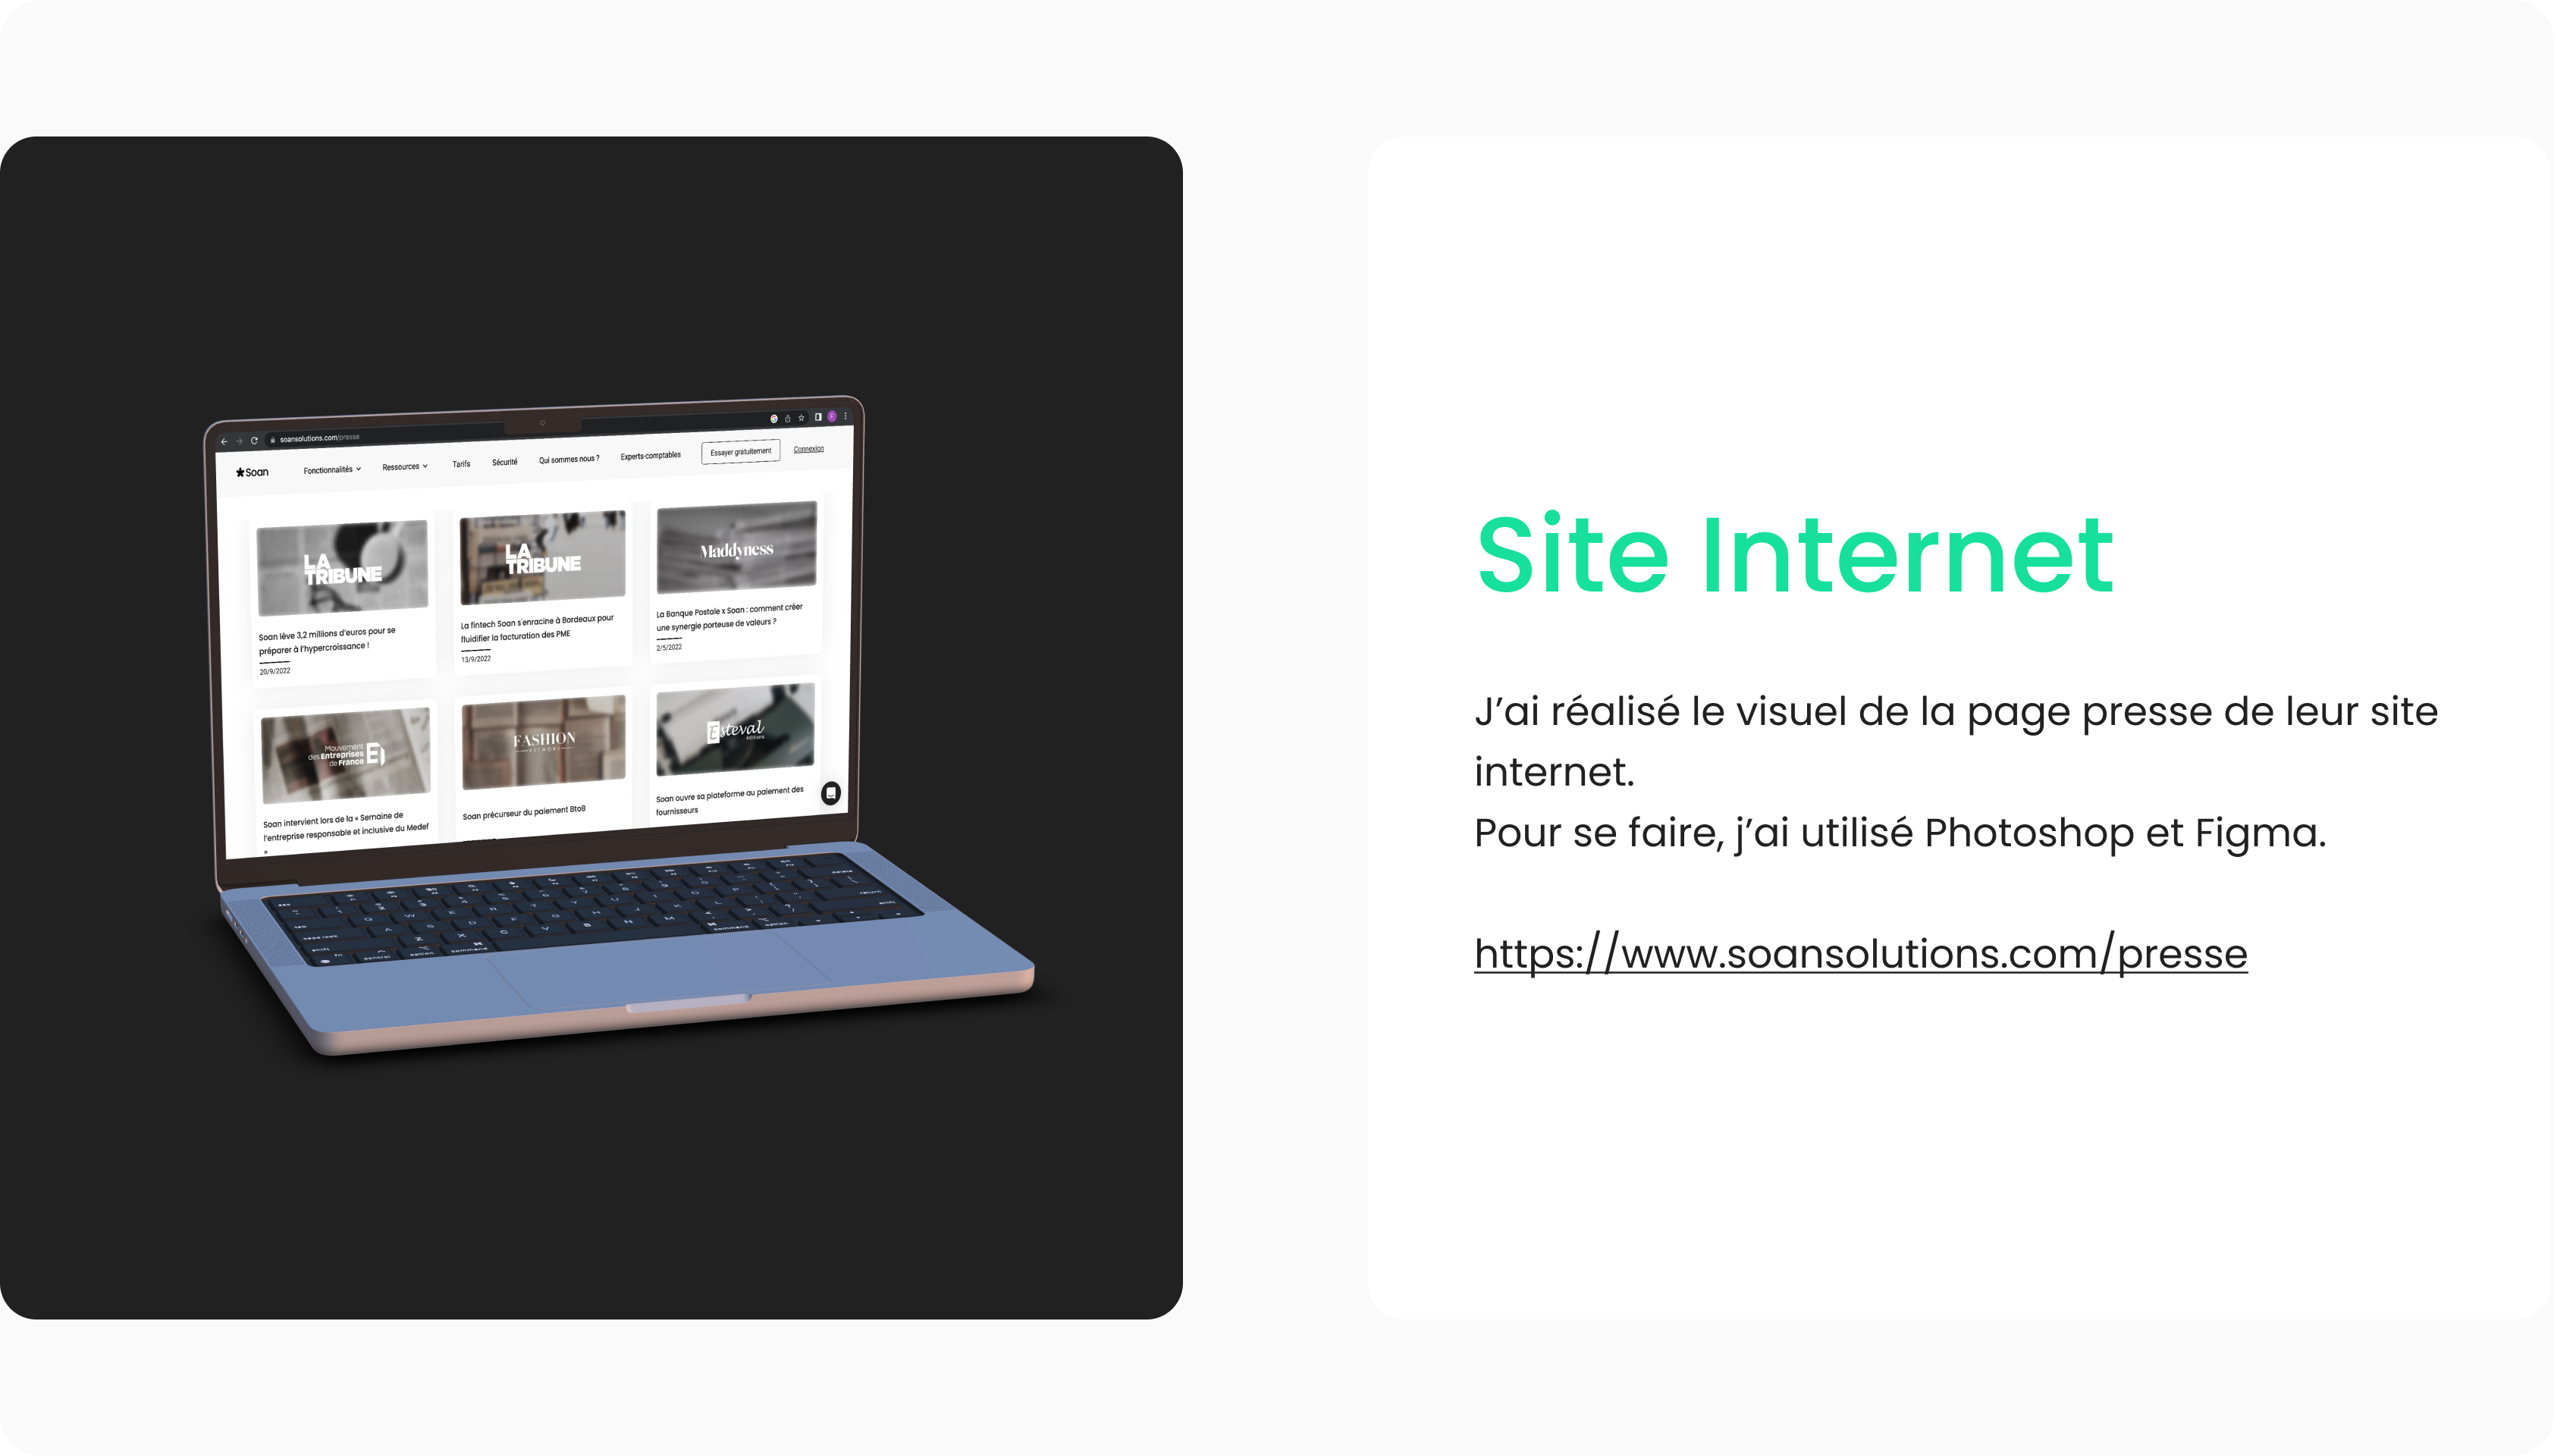 soansolutions.com/presse
Soan
Fonctionnalités
Ressources
Tarifs
Sécurité
Qui sommes nous ?
Experts-comptables
Essayer gratuitement
Connexion
LA
TRIBUNE
Soan lève 3,2 millions d'euros pour se
préparer à l'hypercroissance !
20/9/2022
LA
TRIBUNE
La fintech Soan s'enracine à Bordeaux pour
fluidifier la facturation des PME
13/9/2022
Maddyness
La Banque Postale x Soan : comment créer
une synergie porteuse de valeurs ?
2/5/2022
Mouvement
des Entreprises
de France
Soan intervient lors de la « Semaine de
l'entreprise responsable et inclusive du Medef
»
FASHION
NETWORK
Soan précurseur du paiement BtoB
Esteval
éditions
Soan ouvre sa plateforme au paiement des
fournisseurs
Site Internet
J’ai réalisé le visuel de la page presse de leur site
internet.
Pour se faire, j’ai utilisé Photoshop et Figma.
https://www.soansolutions.com/presse